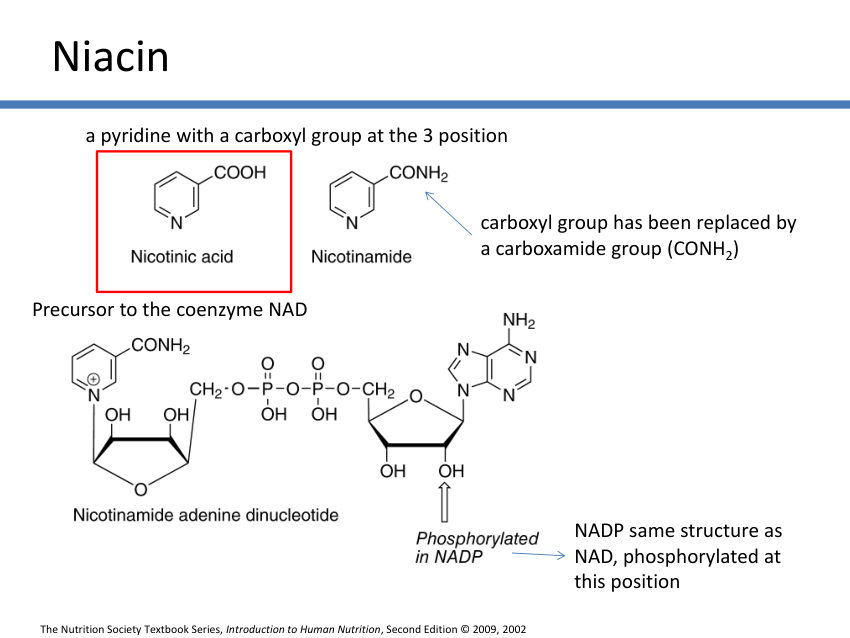 Niacin
a pyridine with a carboxyl group at the 3 position
COOH
N
Nicotinic acid
CONH₂
N
Nicotinamide
carboxyl group has been replaced by
a carboxamide group (CONH₂)
Precursor to the coenzyme NAD
CONH₂
N
OH OH
O
CH₂-O-P-O-P-O-CH₂
O O
OH OH
O
OH OH
NH₂
N N
N N
Nicotinamide adenine dinucleotide
Phosphorylated
in NADP
NADP same structure as
NAD, phosphorylated at
this position
The Nutrition Society Textbook Series, Introduction to Human Nutrition, Second Edition © 2009, 2002